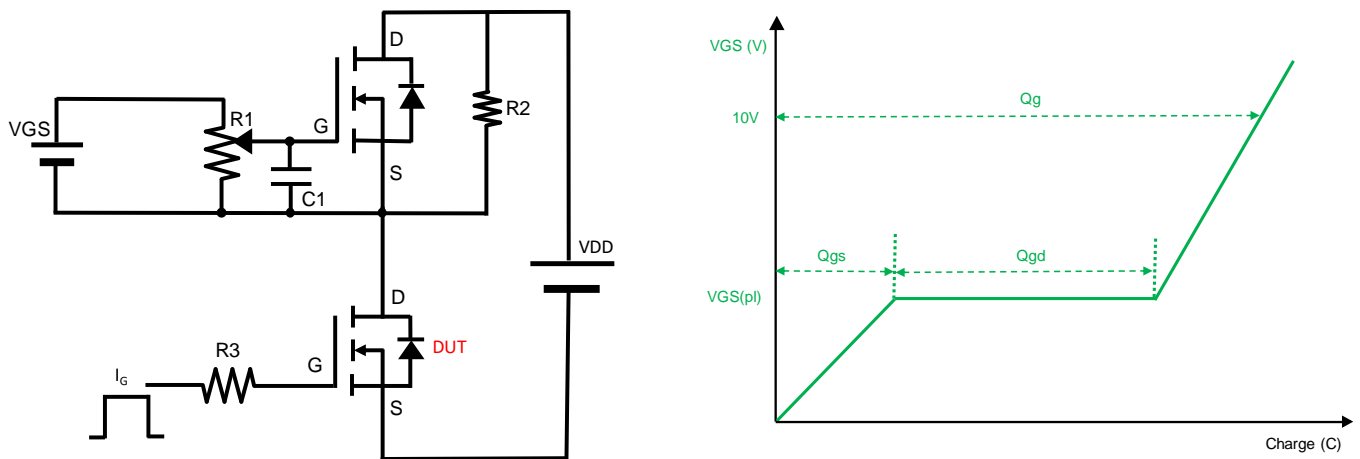 D
R1
VGS
G
R2
S
C1
VDD
D
R3
G
DUT
IG
S
VGS (V)
Qg
10V
Qgs
Qgd
VGS(pl)
Charge (C)